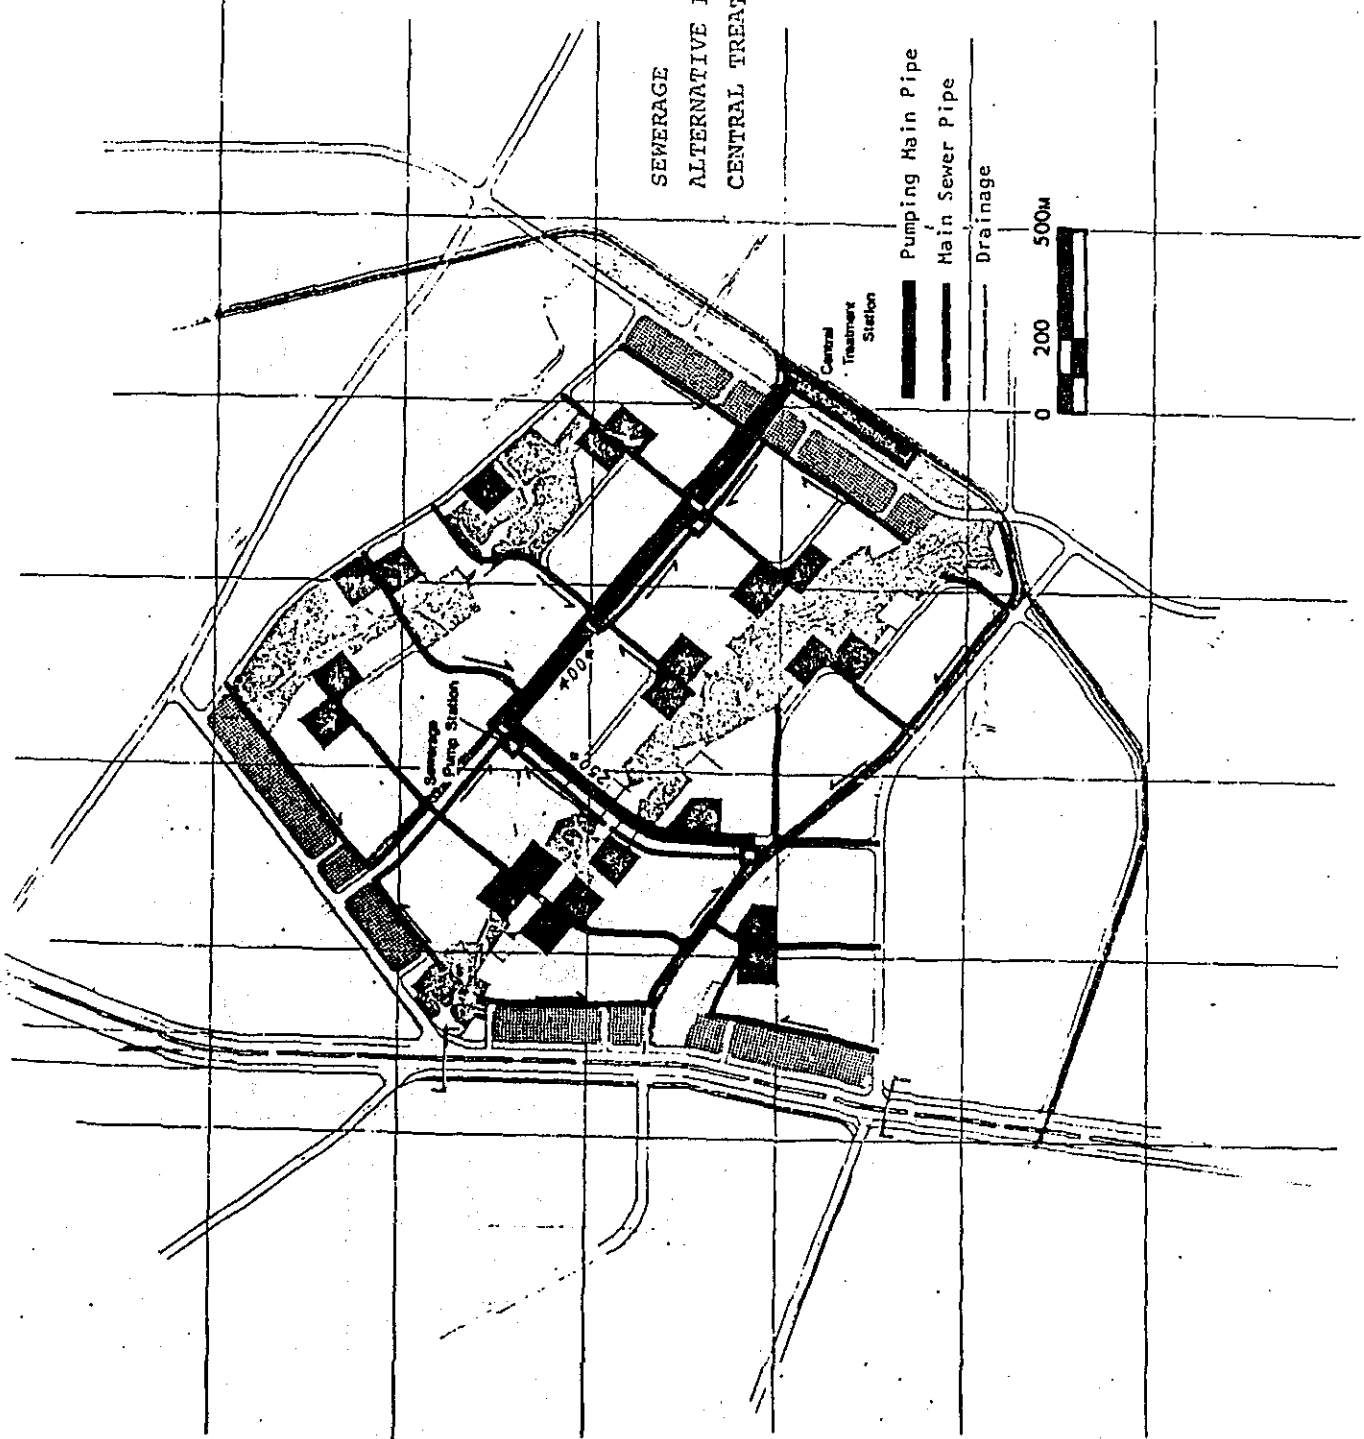 SEWERAGE
ALTERNATIVE
CENTRAL
Pumping Main Pipe
Main Sewer Pipe
Drainage
0 200 500M
Central
Treatment
Station
Sewerage
Pump Station
400
250